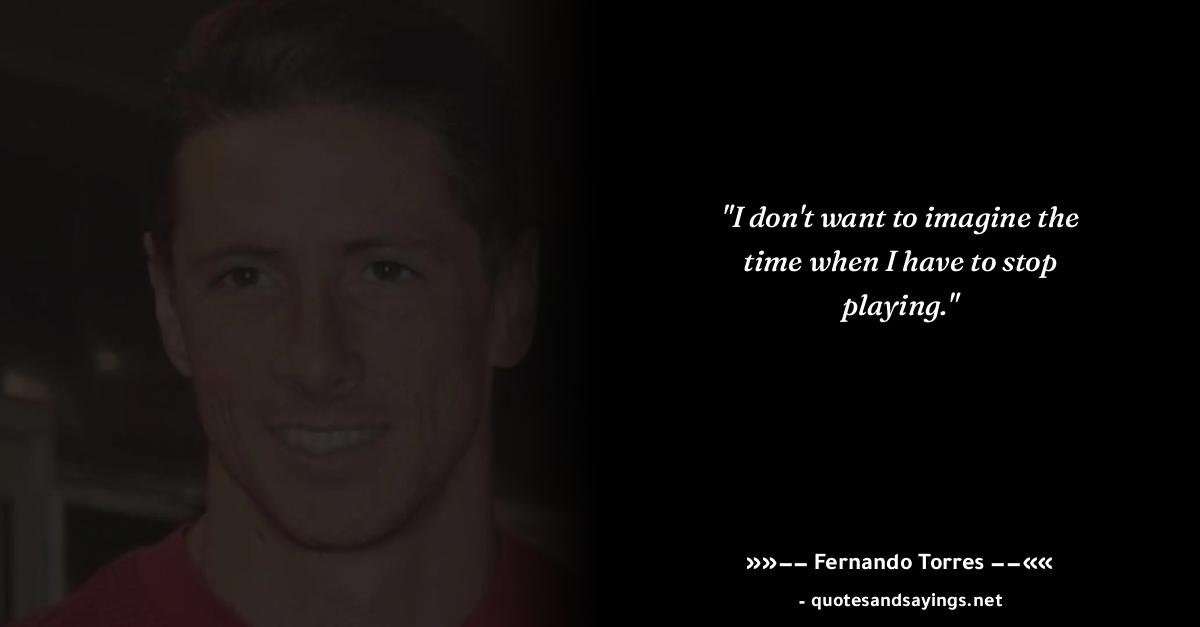 "I don't want to imagine the
time when I have to stop
playing."
»»−− Fernando Torres −−««
- quotesandsayings.net